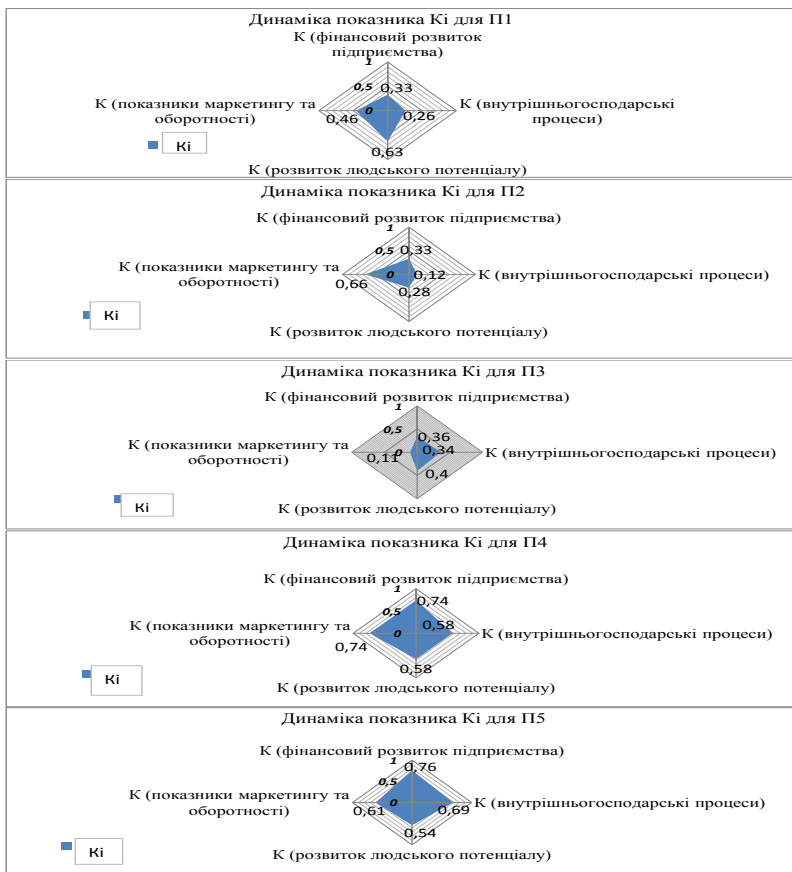 Динаміка показника Кі для П1
К (фінансовий розвиток
підприємства)
1
0,5
0
0,33
К (показники маркетингу та
оборотності)
0,46
0,26
К (внутрішньогосподарські
процеси)
0,63
К (розвиток людського потенціалу)
Кі
Динаміка показника Кі для П2
К (фінансовий розвиток підприємства)
1
0,5
0
0,33
К (показники маркетингу та
оборотності)
0,66
0,12
К (внутрішньогосподарські процеси)
0,28
К (розвиток людського потенціалу)
Кі
Динаміка показника Кі для П3
К (фінансовий розвиток підприємства)
1
0,5
0
0,36
К (показники маркетингу та
оборотності)
0,11
0,34
К (внутрішньогосподарські процеси)
0,4
К (розвиток людського потенціалу)
Кі
Динаміка показника Кі для П4
К (фінансовий розвиток підприємства)
1
0,5
0
0,74
К (показники маркетингу та
оборотності)
0,74
0,58
К (внутрішньогосподарські процеси)
0,58
К (розвиток людського потенціалу)
Кі
Динаміка показника Кі для П5
К (фінансовий розвиток підприємства)
1
0,5
0
0,76
К (показники маркетингу та
оборотності)
0,61
0,69
К (внутрішньогосподарські процеси)
0,54
К (розвиток людського потенціалу)
Кі